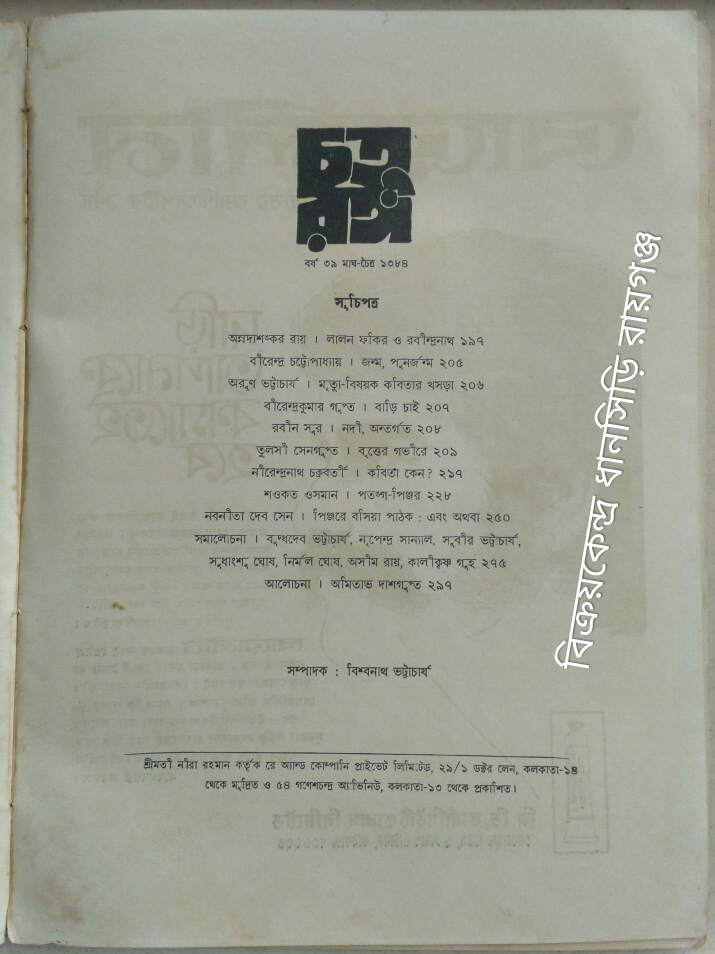 চতুরঙ্গ
বর্ষ ৩৯ মাঘ-চৈত্র ১৩৮৪
সূচিপত্র
অন্নদাশঙ্কর রায় । লালন ফকির ও রবীন্দ্রনাথ ১৯৭
বীরেন্দ্র চট্টোপাধ্যায় । জন্ম, পুনর্জন্ম ২০৫
অরুণ ভট্টাচার্য । মৃত্যু-বিষয়ক কবিতার খসড়া ২০৬
বীরেন্দ্রকুমার গুপ্ত । বাড়ি চাই ২০৭
রবীন সুর । নদী, অন্তর্গত ২০৮
তুলসী সেনগুপ্ত । বৃত্তের গভীরে ২০৯
নীরেন্দ্রনাথ চক্রবর্তী । কবিতা কেন? ২১৭
শওকত ওসমান । পতঙ্গ-পিঞ্জর ২২৮
নবনীতা দেব সেন । পিঞ্জরে বসিয়া পাঠক : এবং অথবা ২৫০
সমালোচনা । বুদ্ধদেব ভট্টাচার্য, নৃপেন্দ্র সান্যাল, সুবীর ভট্টাচার্য,
সুধাংশু ঘোষ, নির্মল ঘোষ, অসীম রায়, কালীকৃষ্ণ গুহ ২৭৫
আলোচনা । অমিতাভ দাশগুপ্ত ২৯৭
সম্পাদক : বিশ্বনাথ ভট্টাচার্য
শ্রীমতী নীরা রহমান কর্তৃক রে অ্যান্ড কোম্পানি প্রাইভেট লিমিটেড, ২৯/১ ডক্টর লেন, কলকাতা-১৪
থেকে মুদ্রিত ও ৫৪ গণেশচন্দ্র অ্যাভিনিউ, কলকাতা-১৩ থেকে প্রকাশিত।
বিক্রয়কেন্দ্র ধানসিড়ি রায়গঞ্জ